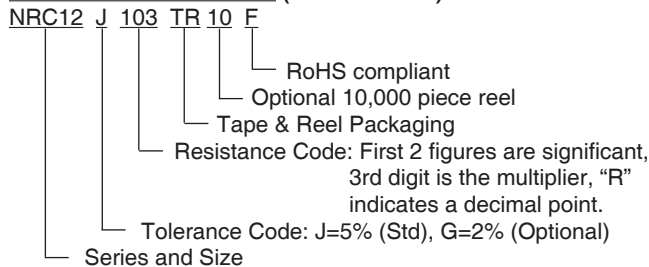 NRC12 J 103 TR 10 F
RoHS compliant
Optional 10,000 piece reel
Tape & Reel Packaging
Resistance Code: First 2 figures are significant,
3rd digit is the multiplier, “R”
indicates a decimal point.
Tolerance Code: J=5% (Std), G=2% (Optional)
Series and Size